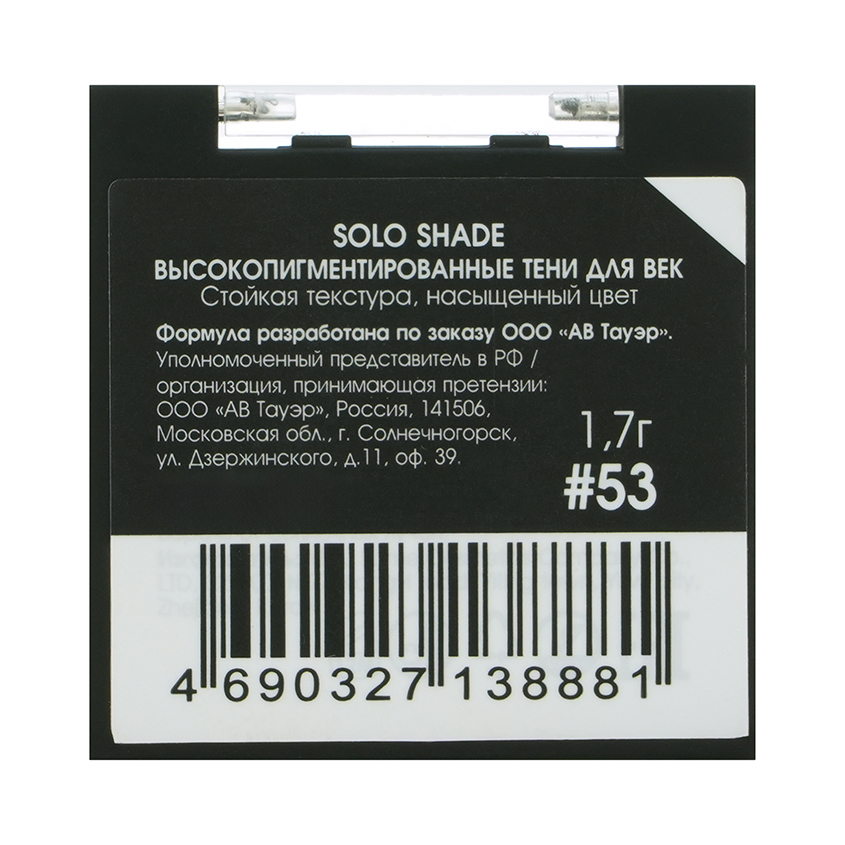 SOLO SHADE
ВЫСОКОПИГМЕНТИРОВАННЫЕ ТЕНИ ДЛЯ ВЕК
Стойкая текстура, насыщенный цвет
Формула разработана по заказу ООО «АВ Тауэр».
Уполномоченный представитель в РФ /
организация, принимающая претензии:
ООО «АВ Тауэр», Россия, 141506,
Московская обл., г. Солнечногорск,
ул. Дзержинского, д.11, оф. 39.
1,7г
#53
4 690327 138881